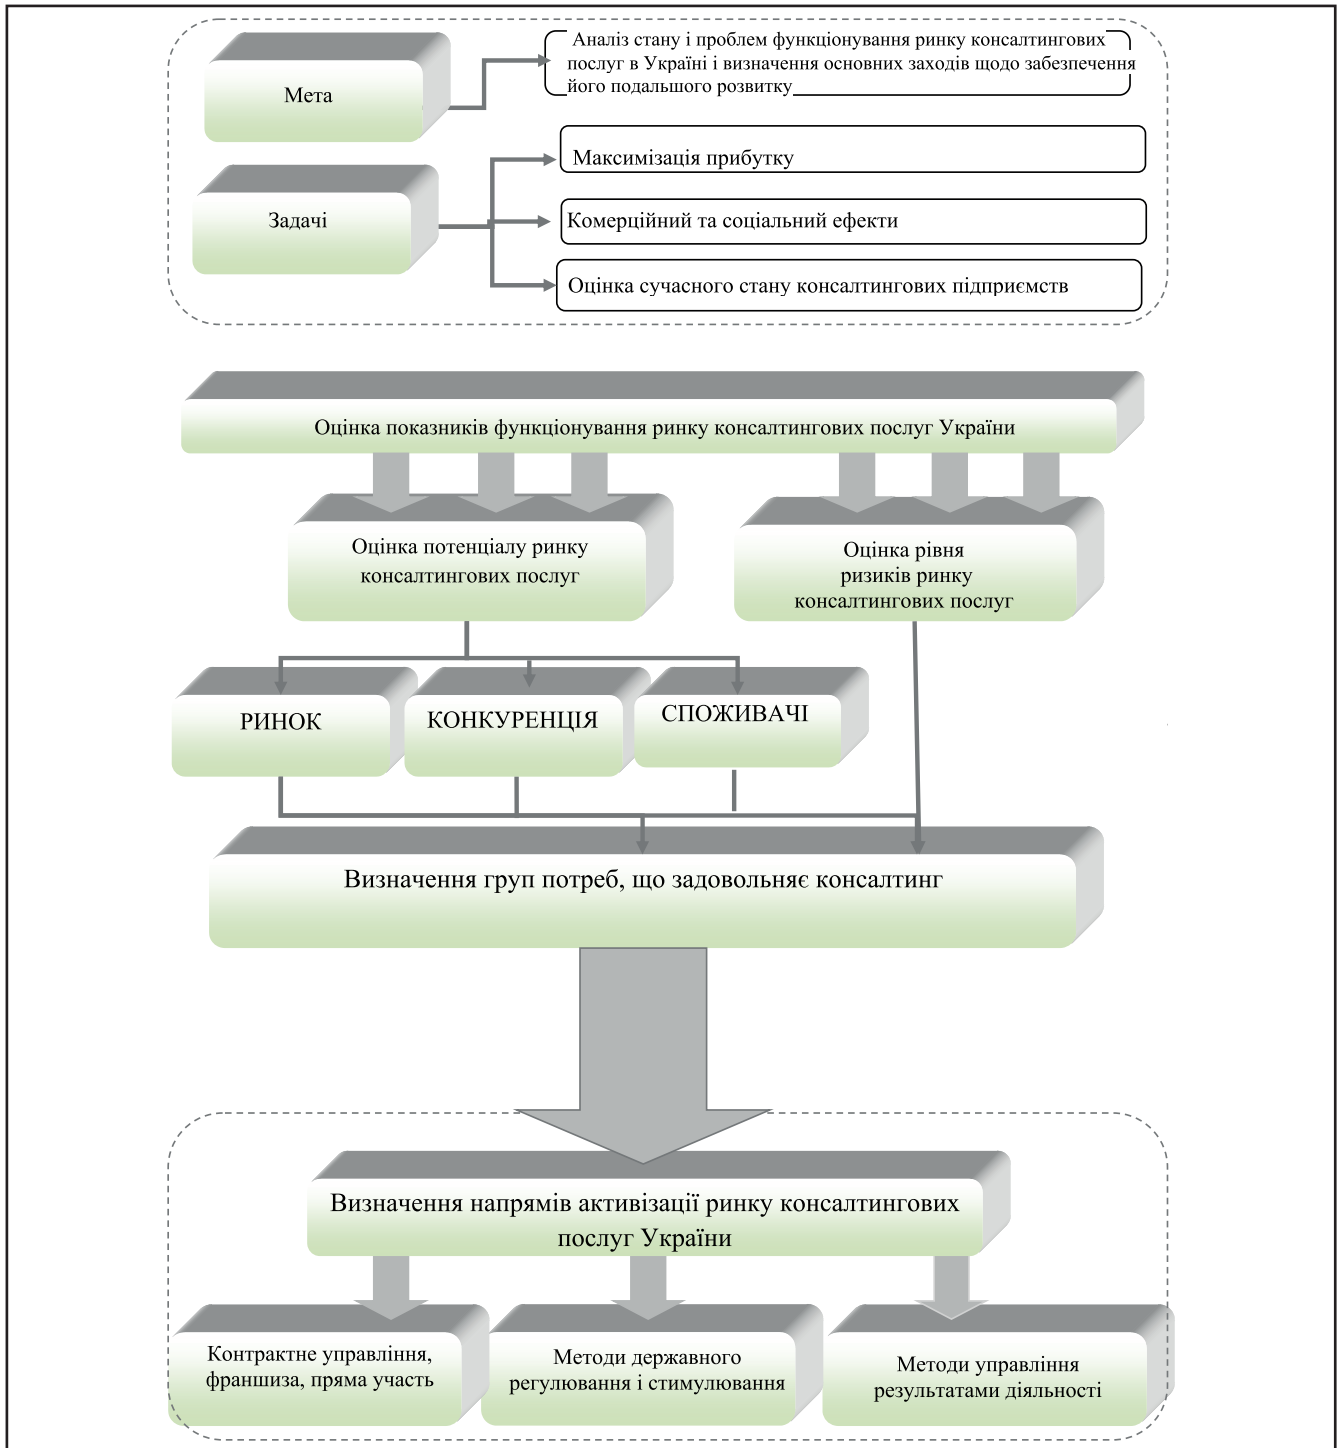 Мета
Аналіз стану і проблем функціонування ринку консалтингових
послуг в Україні і визначення основних заходів щодо забезпечення
його подальшого розвитку
Задачі
Максимізація прибутку
Комерційний та соціальний ефекти
Оцінка сучасного стану консалтингових підприємств
Оцінка показників функціонування ринку консалтингових послуг України
Оцінка потенціалу ринку
консалтингових послуг
Оцінка рівня
ризиків ринку
консалтингових послуг
РИНОК
КОНКУРЕНЦІЯ
СПОЖИВАЧІ
Визначення груп потреб, що задовольняє консалтинг
Визначення напрямів активізації ринку консалтингових
послуг України
Контрактне управління,
франшиза, пряма участь
Методи державного
регулювання і стимулювання
Методи управління
результатами діяльності